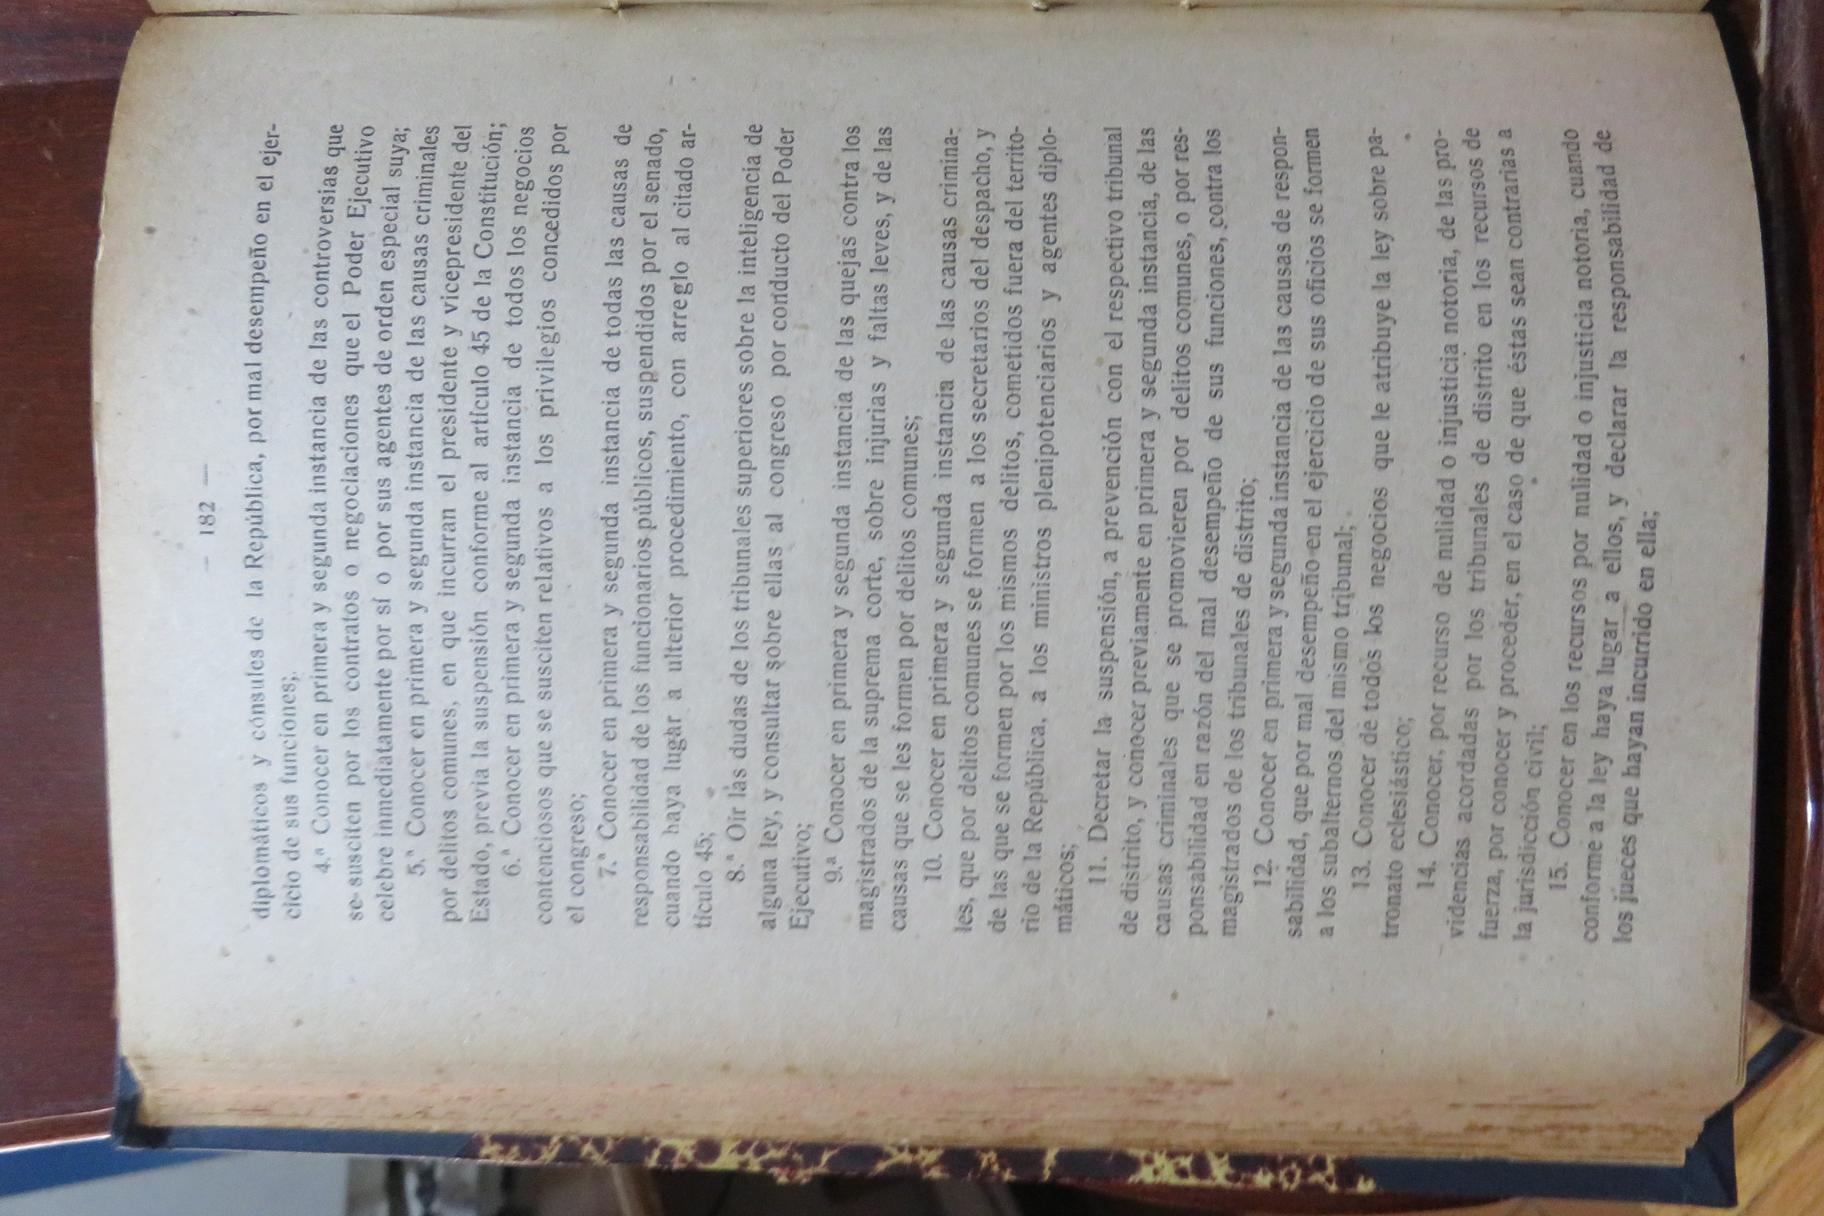 — 182 —
diplomáticos y cónsules de la República, por mal desempeño en el ejer-
cicio de sus funciones;
4.ª Conocer en primera y segunda instancia de las controversias que
se susciten por los contratos o negociaciones que el Poder Ejecutivo
celebre inmediatamente por sí o por sus agentes de orden especial suya;
5.ª Conocer en primera y segunda instancia de las causas criminales
por delitos comunes, en que incurran el presidente y vicepresidente del
Estado, previa la suspensión conforme al artículo 45 de la Constitución;
6.ª Conocer en primera y segunda instancia de todos los negocios
contenciosos que se susciten relativos a los privilegios concedidos por
el congreso;
7.ª Conocer en primera y segunda instancia de todas las causas de
responsabilidad de los funcionarios públicos, suspendidos por el senado,
cuando haya lugar a ulterior procedimiento, con arreglo al citado ar-
tículo 45;
8.ª Oír las dudas de los tribunales superiores sobre la inteligencia de
alguna ley, y consultar sobre ellas al congreso por conducto del Poder
Ejecutivo;
9.ª Conocer en primera y segunda instancia de las quejas contra los
magistrados de la suprema corte, sobre injurias y faltas leves, y de las
causas que se les formen por delitos comunes;
10. Conocer en primera y segunda instancia de las causas crimina-
les, que por delitos comunes se formen a los secretarios del despacho, y
de las que se formen por los mismos delitos, cometidos fuera del territo-
rio de la República, a los ministros plenipotenciarios y agentes diplo-
máticos;
11. Decretar la suspensión, a prevención con el respectivo tribunal
de distrito, y conocer previamente en primera y segunda instancia, de las
causas criminales que se promovieren por delitos comunes, o por res-
ponsabilidad en razón del mal desempeño de sus funciones, contra los
magistrados de los tribunales de distrito;
12. Conocer en primera y segunda instancia de las causas de respon-
sabilidad, que por mal desempeño en el ejercicio de sus oficios se formen
a los subalternos del mismo tribunal;
13. Conocer de todos los negocios que le atribuye la ley sobre pa-
tronato eclesiástico;
14. Conocer, por recurso de nulidad o injusticia notoria, de las pro-
videncias acordadas por los tribunales de distrito en los recursos de
fuerza, por conocer y proceder, en el caso de que éstas sean contrarias a
la jurisdicción civil;
15. Conocer en los recursos por nulidad o injusticia notoria, cuando
conforme a la ley haya lugar a ellos, y declarar la responsabilidad de
los jueces que hayan incurrido en ella;